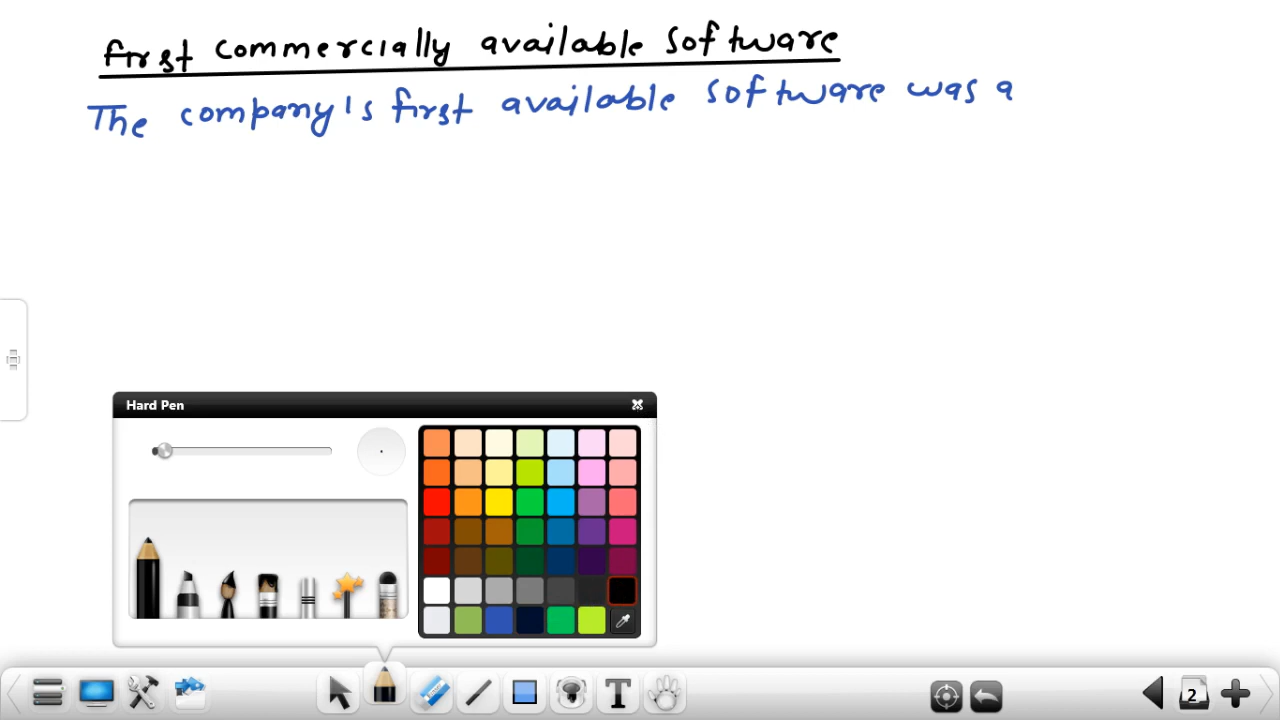 First commercially available software
The company's first available software was a
Hard Pen
T
2